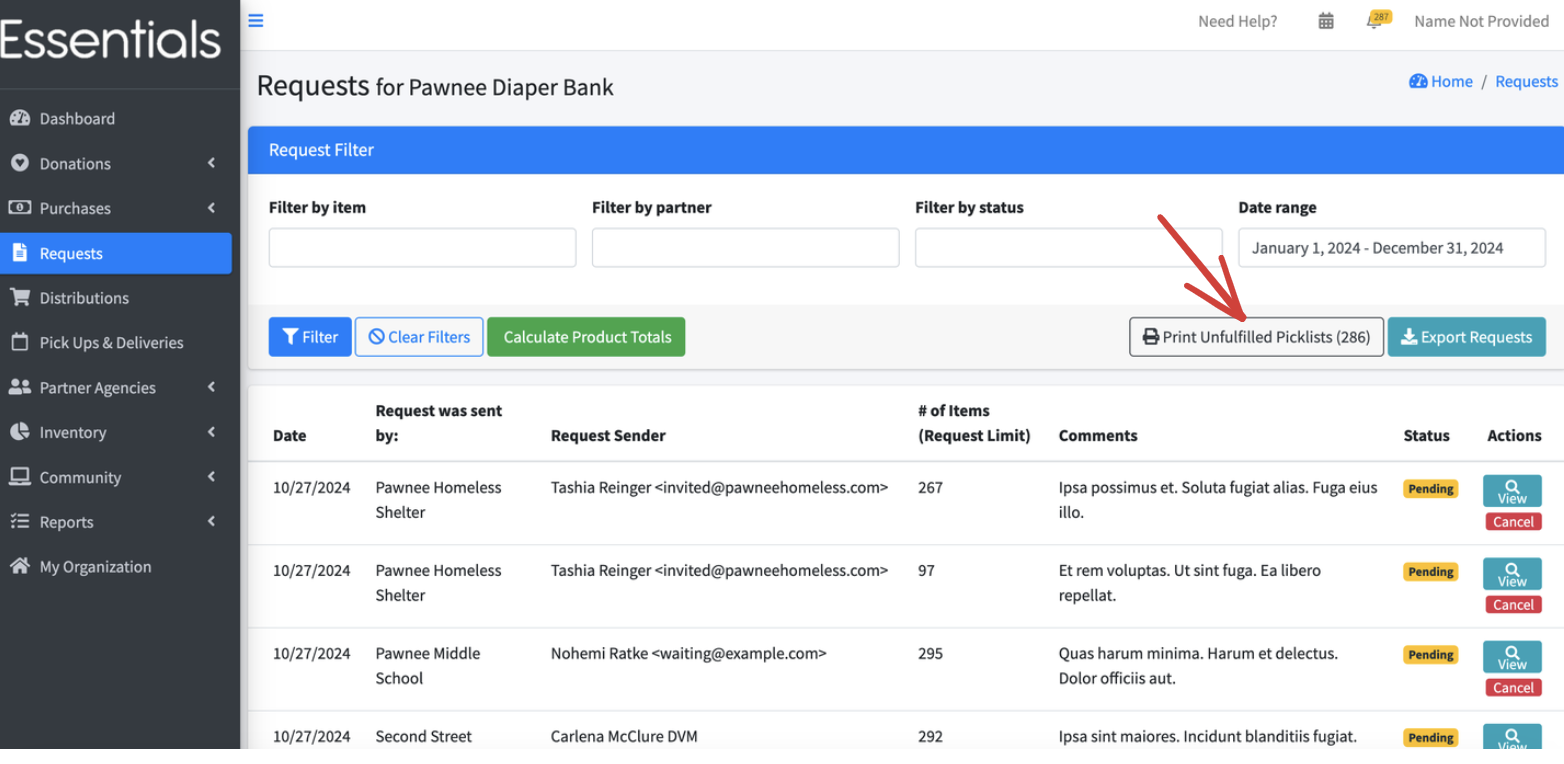 Essentials
Need Help?
287
Name Not Provided
Requests for Pawnee Diaper Bank
Home / Requests
Dashboard
Donations
Purchases
Requests
Distributions
Pick Ups & Deliveries
Partner Agencies
Inventory
Community
Reports
My Organization
Request Filter
Filter by item
Filter by partner
Filter by status
Date range
January 1, 2024 - December 31, 2024
Filter
Clear Filters
Calculate Product Totals
Print Unfulfilled Picklists (286)
Export Requests
Date
Request was sent
by:
Request Sender
# of Items
(Request Limit)
Comments
Status
Actions
10/27/2024
Pawnee Homeless
Shelter
Tashia Reinger <invited@pawneehomeless.com>
267
Ipsa possimus et. Soluta fugiat alias. Fuga eius
illo.
Pending
View
Cancel
10/27/2024
Pawnee Homeless
Shelter
Tashia Reinger <invited@pawneehomeless.com>
97
Et rem voluptas. Ut sint fuga. Ea libero
repellat.
Pending
View
Cancel
10/27/2024
Pawnee Middle
School
Nohemi Ratke <waiting@example.com>
295
Quas harum minima. Harum et delectus.
Dolor officiis aut.
Pending
View
Cancel
10/27/2024
Second Street
Carlena McClure DVM
292
Ipsa sint maiores. Incidunt blanditiis fugiat.
Pending
View